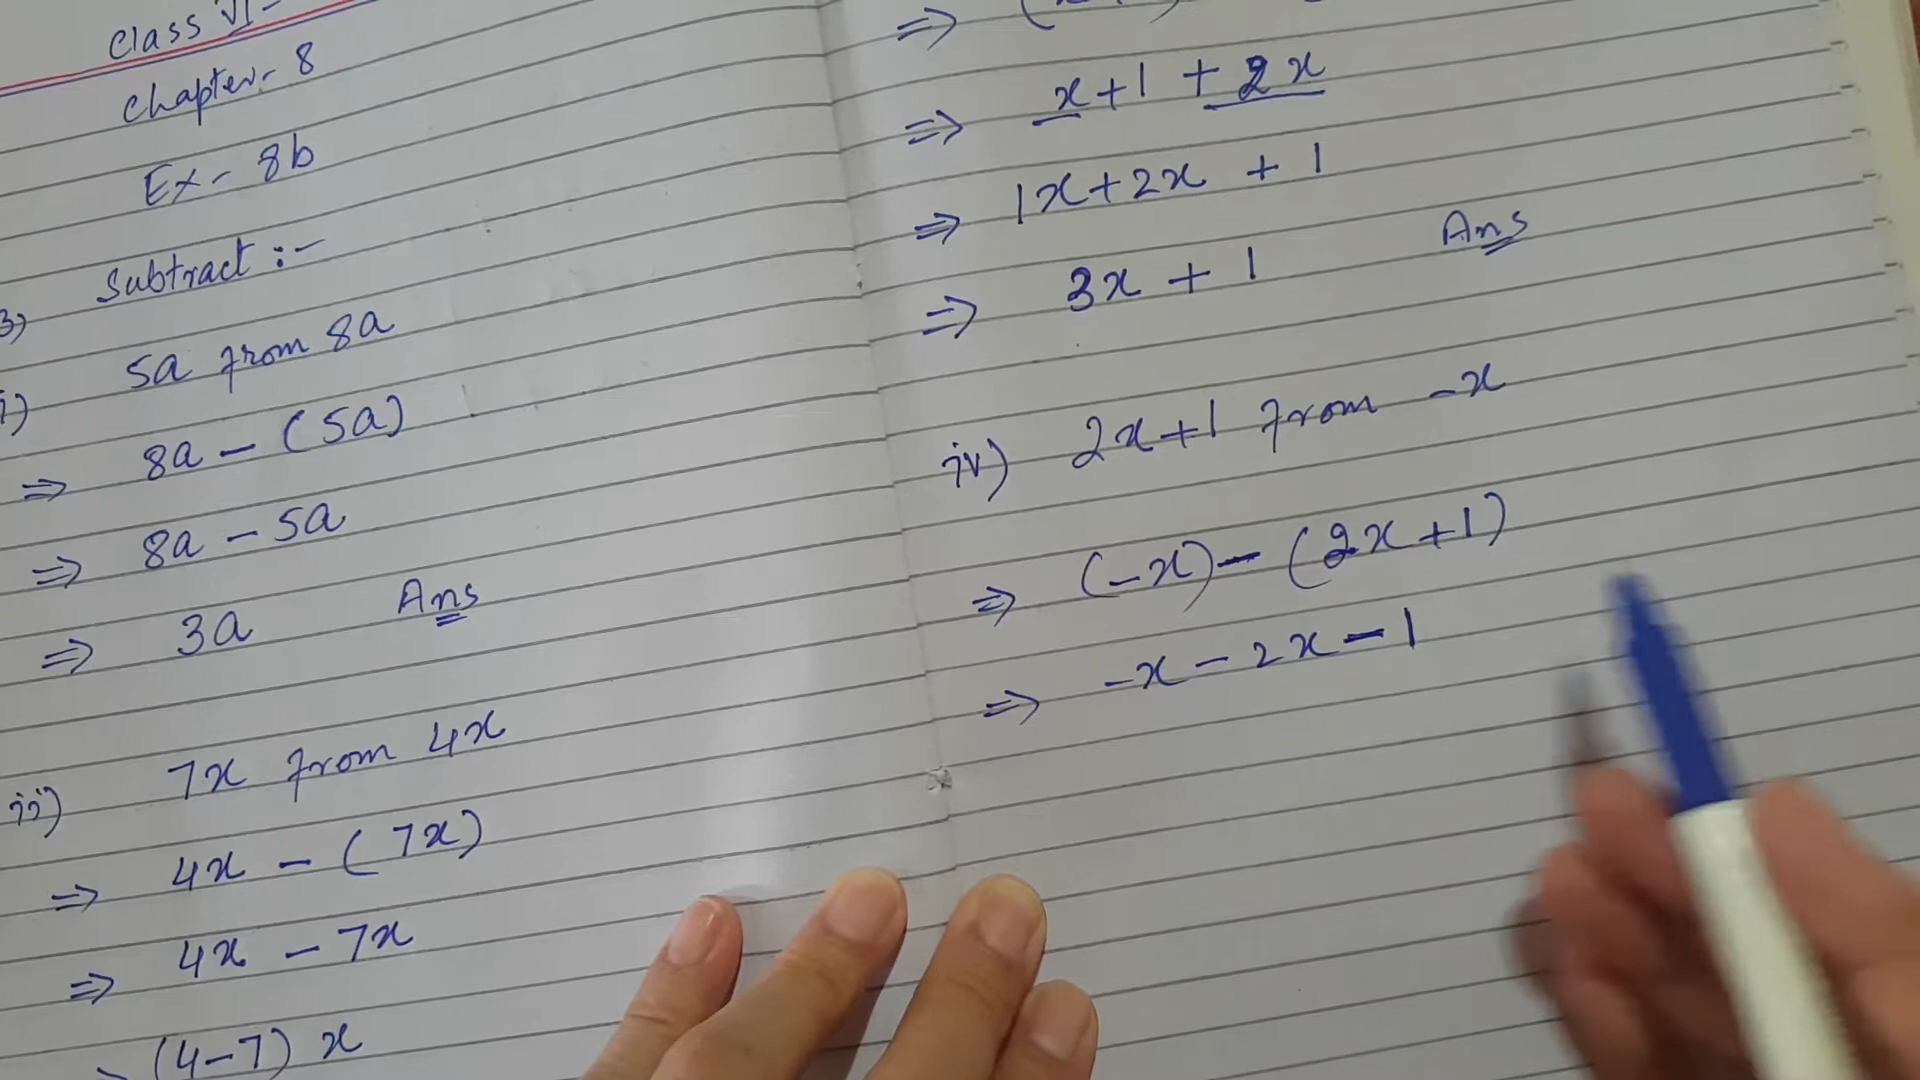 Class VI-
Chapter- 8
Ex- 8b
3) Subtract :-
i) 5a from 8a
⇒ 8a - (5a)
⇒ 8a - 5a
⇒ 3a Ans
ii) 7x from 4x
⇒ 4x - (7x)
⇒ 4x - 7x
(4-7) x
⇒
⇒ x+1 + 2x
⇒ 1x+2x + 1
⇒ 3x + 1 Ans
iv) 2x+1 from -x
⇒ (-x) - (2x+1)
⇒ -x - 2x - 1